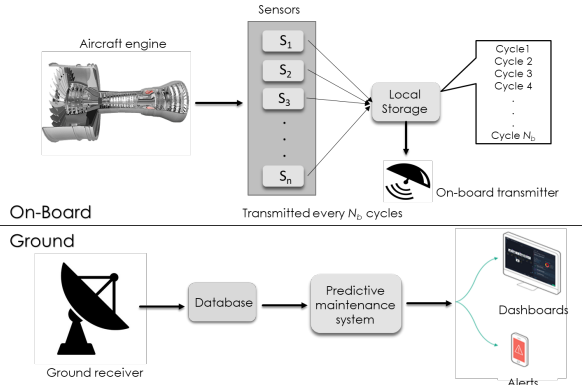 Sensors
Aircraft engine
S1
S2
S3
.
.
.
Sn
Local
Storage
Cycle1
Cycle 2
Cycle 3
Cycle 4
.
.
.
Cycle Nb
On-board transmitter
On-Board
Transmitted every Nb cycles
Ground
Database
Predictive
maintenance
system
Dashboards
Ground receiver
Alerts